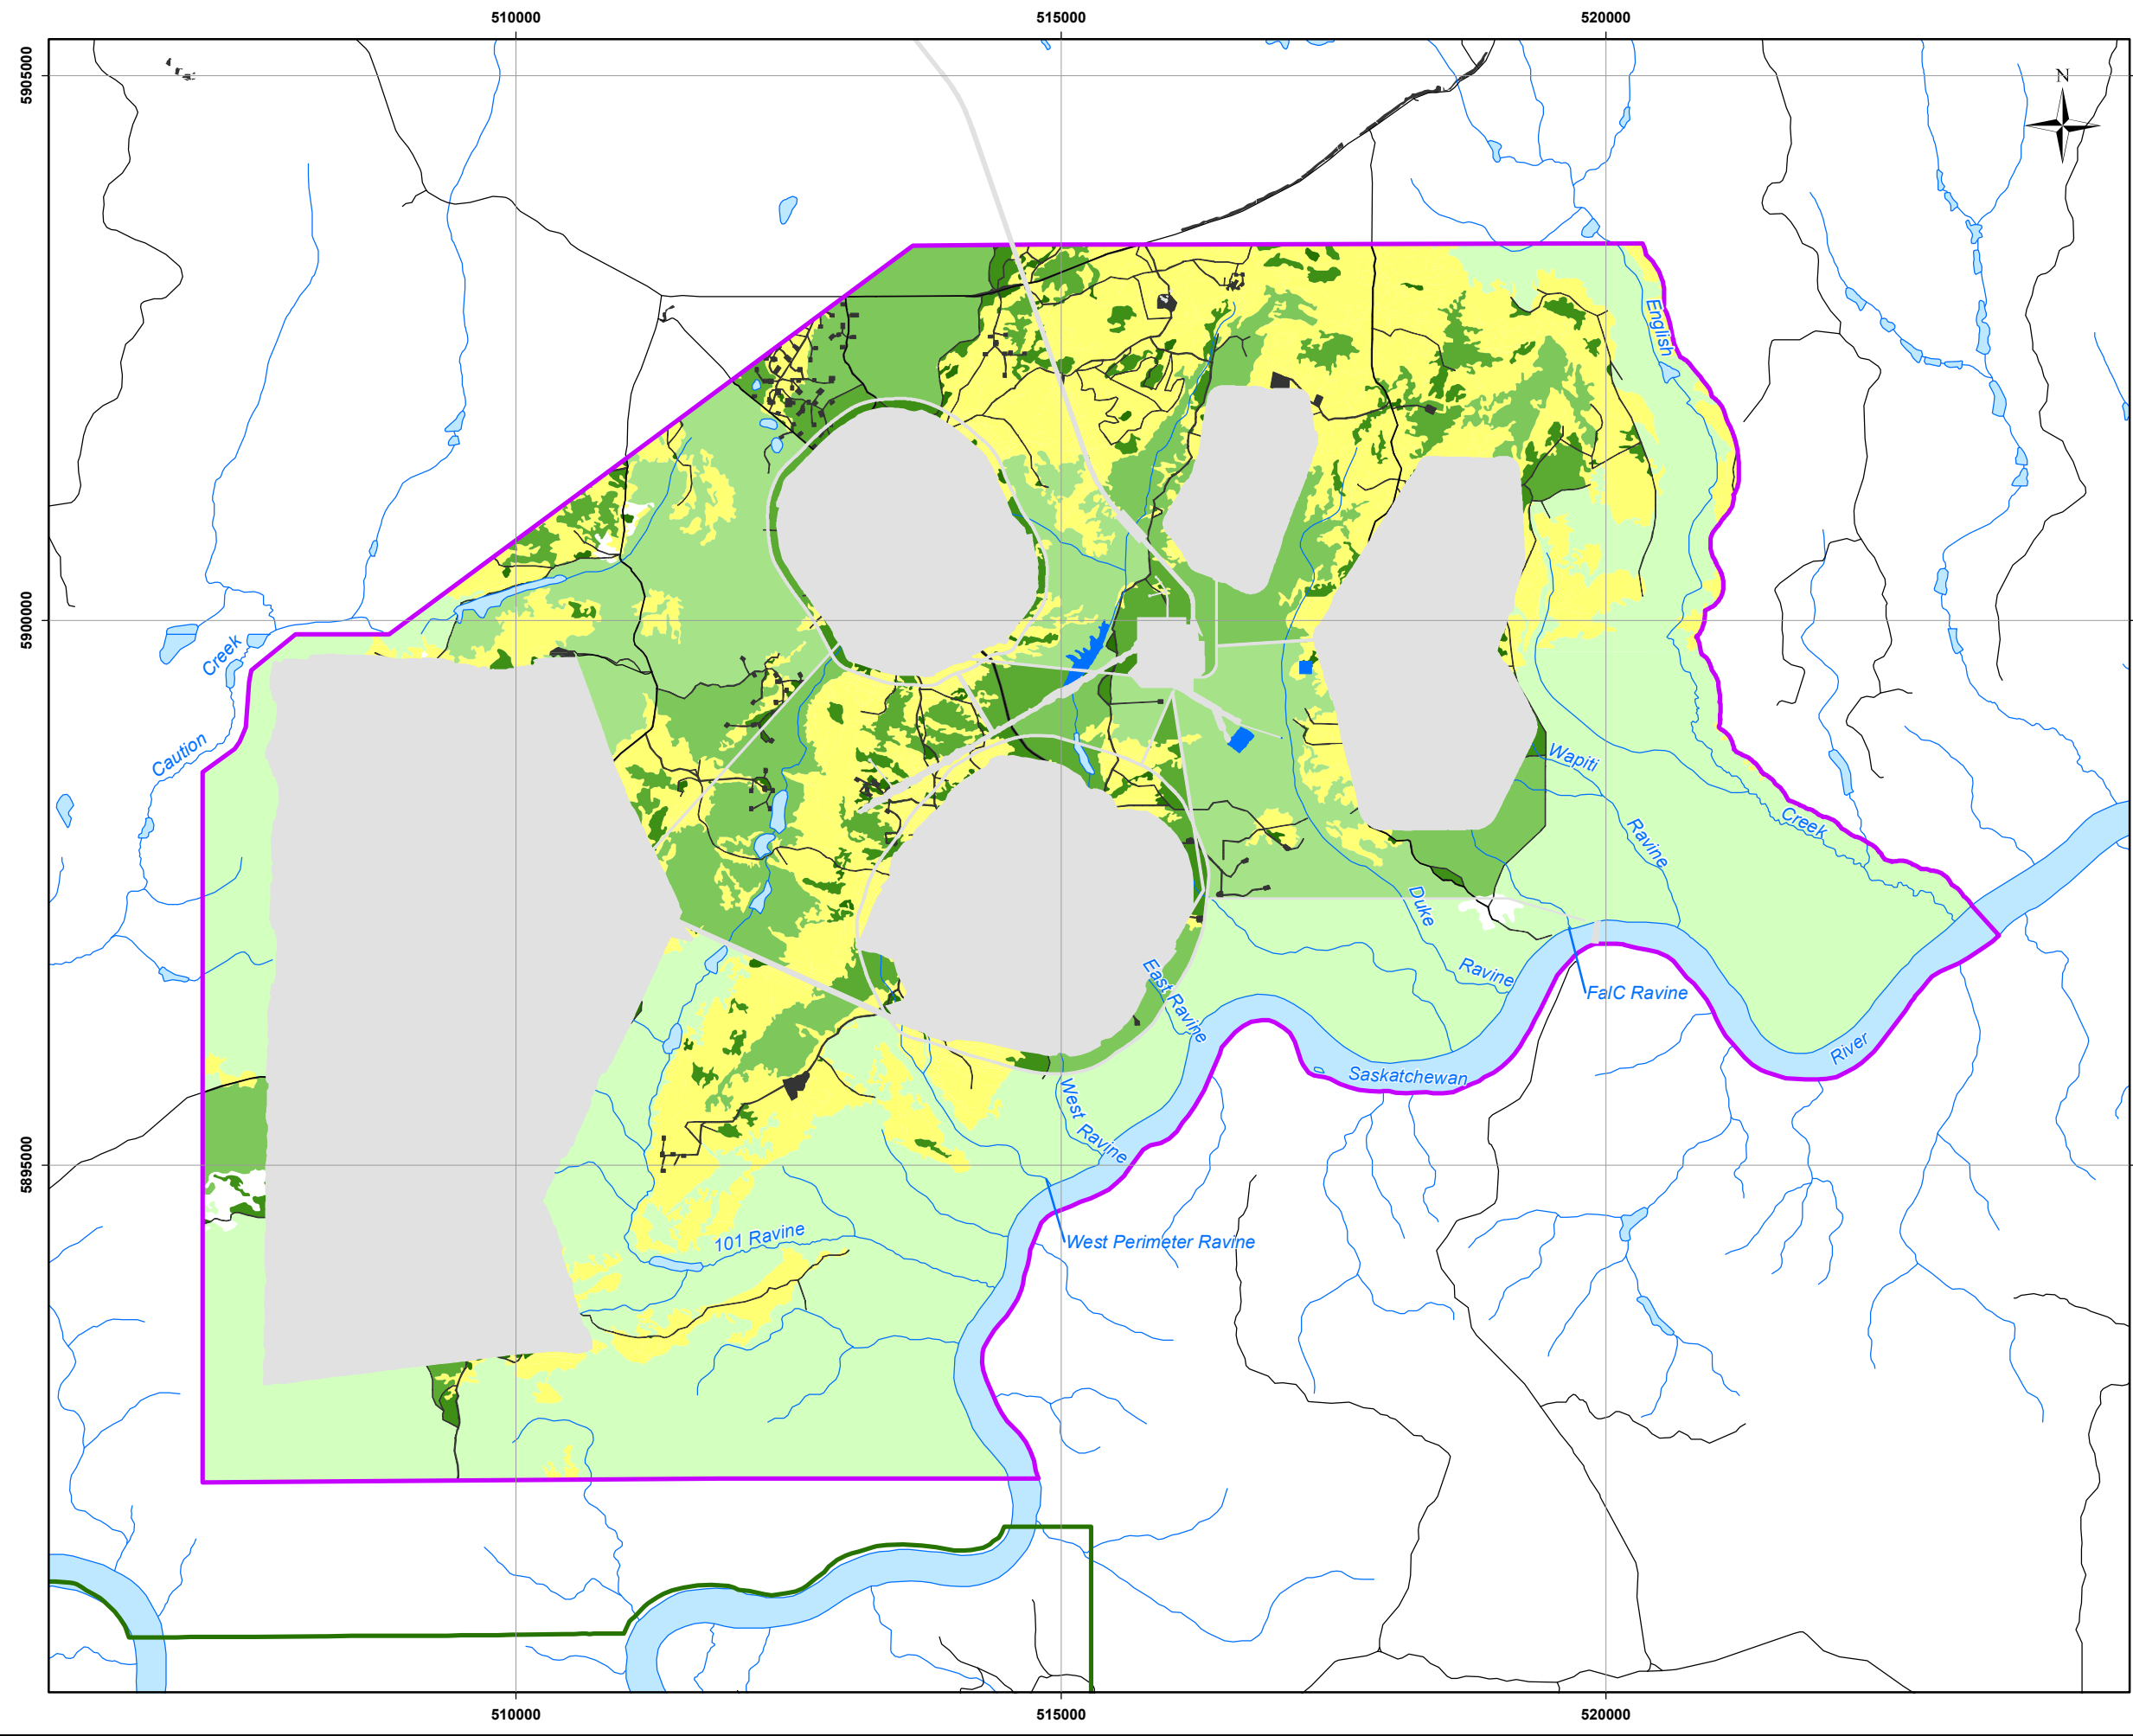 510000
515000
520000
5905000
N
English
5900000
Creek
Caution
Wapiti
Creek
Ravine
Duke
Ravine
East Ravine
FalC Ravine
River
Saskatchewan
West
Ravine
5895000
101 Ravine
West Perimeter Ravine
510000
515000
520000